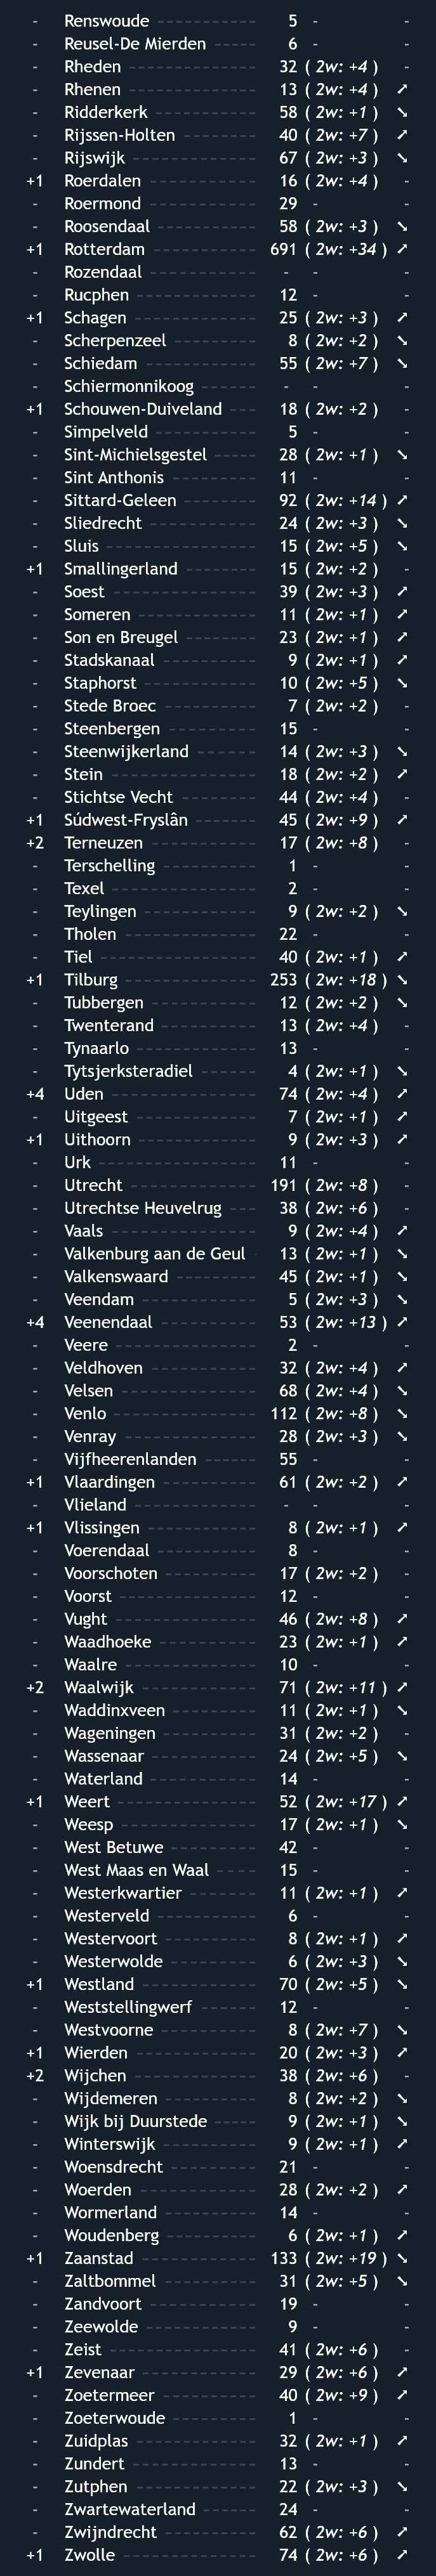 - Renswoude 5 - -
- Reusel-De Mierden 6 - -
- Rheden 32 ( 2w: +4 ) -
- Rhenen 13 ( 2w: +4 ) ↗
- Ridderkerk 58 ( 2w: +1 ) ↘
- Rijssen-Holten 40 ( 2w: +7 ) ↗
- Rijswijk 67 ( 2w: +3 ) ↘
+1 Roerdalen 16 ( 2w: +4 ) -
- Roermond 29 - -
- Roosendaal 58 ( 2w: +3 ) ↘
+1 Rotterdam 691 ( 2w: +34 ) ↗
- Rozendaal - - -
- Rucphen 12 - -
+1 Schagen 25 ( 2w: +3 ) ↗
- Scherpenzeel 8 ( 2w: +2 ) ↘
- Schiedam 55 ( 2w: +7 ) ↘
- Schiermonnikoog - - -
+1 Schouwen-Duiveland 18 ( 2w: +2 ) -
- Simpelveld 5 - -
- Sint-Michielsgestel 28 ( 2w: +1 ) ↘
- Sint Anthonis 11 - -
- Sittard-Geleen 92 ( 2w: +14 ) ↗
- Sliedrecht 24 ( 2w: +3 ) ↘
- Sluis 15 ( 2w: +5 ) ↘
+1 Smallingerland 15 ( 2w: +2 ) -
- Soest 39 ( 2w: +3 ) ↗
- Someren 11 ( 2w: +1 ) ↗
- Son en Breugel 23 ( 2w: +1 ) ↗
- Stadskanaal 9 ( 2w: +1 ) ↗
- Staphorst 10 ( 2w: +5 ) ↘
- Stede Broec 7 ( 2w: +2 ) -
- Steenbergen 15 - -
- Steenwijkerland 14 ( 2w: +3 ) ↘
- Stein 18 ( 2w: +2 ) ↗
- Stichtse Vecht 44 ( 2w: +4 ) -
+1 Súdwest-Fryslân 45 ( 2w: +9 ) ↗
+2 Terneuzen 17 ( 2w: +8 ) -
- Terschelling 1 - -
- Texel 2 - -
- Teylingen 9 ( 2w: +2 ) ↘
- Tholen 22 - -
- Tiel 40 ( 2w: +1 ) ↗
+1 Tilburg 253 ( 2w: +18 ) ↘
- Tubbergen 12 ( 2w: +2 ) ↘
- Twenterand 13 ( 2w: +4 ) -
- Tynaarlo 13 - -
- Tytsjerksteradiel 4 ( 2w: +1 ) ↘
+4 Uden 74 ( 2w: +4 ) ↗
- Uitgeest 7 ( 2w: +1 ) ↗
+1 Uithoorn 9 ( 2w: +3 ) ↗
- Urk 11 - -
- Utrecht 191 ( 2w: +8 ) -
- Utrechtse Heuvelrug 38 ( 2w: +6 ) -
- Vaals 9 ( 2w: +4 ) ↗
- Valkenburg aan de Geul 13 ( 2w: +1 ) ↘
- Valkenswaard 45 ( 2w: +1 ) ↘
- Veendam 5 ( 2w: +3 ) ↘
+4 Veenendaal 53 ( 2w: +13 ) ↗
- Veere 2 - -
- Veldhoven 32 ( 2w: +4 ) ↗
- Velsen 68 ( 2w: +4 ) ↘
- Venlo 112 ( 2w: +8 ) ↘
- Venray 28 ( 2w: +3 ) ↘
- Vijfheerenlanden 55 - -
+1 Vlaardingen 61 ( 2w: +2 ) ↗
- Vlieland - - -
+1 Vlissingen 8 ( 2w: +1 ) ↗
- Voerendaal 8 - -
- Voorschoten 17 ( 2w: +2 ) -
- Voorst 12 - -
- Vught 46 ( 2w: +8 ) ↗
- Waadhoeke 23 ( 2w: +1 ) ↗
- Waalre 10 - -
+2 Waalwijk 71 ( 2w: +11 ) ↗
- Waddinxveen 11 ( 2w: +1 ) ↘
- Wageningen 31 ( 2w: +2 ) -
- Wassenaar 24 ( 2w: +5 ) ↘
- Waterland 14 - -
+1 Weert 52 ( 2w: +17 ) ↗
- Weesp 17 ( 2w: +1 ) ↘
- West Betuwe 42 - -
- West Maas en Waal 15 - -
- Westerkwartier 11 ( 2w: +1 ) ↗
- Westerveld 6 - -
- Westervoort 8 ( 2w: +1 ) ↗
- Westerwolde 6 ( 2w: +3 ) ↘
+1 Westland 70 ( 2w: +5 ) ↘
- Weststellingwerf 12 - -
- Westvoorne 8 ( 2w: +7 ) ↘
+1 Wierden 20 ( 2w: +3 ) ↗
+2 Wijchen 38 ( 2w: +6 ) -
- Wijdemeren 8 ( 2w: +2 ) ↘
- Wijk bij Duurstede 9 ( 2w: +1 ) ↘
- Winterswijk 9 ( 2w: +1 ) ↗
- Woensdrecht 21 - -
- Woerden 28 ( 2w: +2 ) ↗
- Wormerland 14 - -
- Woudenberg 6 ( 2w: +1 ) ↗
+1 Zaanstad 133 ( 2w: +19 ) ↘
- Zaltbommel 31 ( 2w: +5 ) ↘
- Zandvoort 19 - -
- Zeewolde 9 - -
- Zeist 41 ( 2w: +6 ) -
+1 Zevenaar 29 ( 2w: +6 ) ↗
- Zoetermeer 40 ( 2w: +9 ) ↗
- Zoeterwoude 1 - -
- Zuidplas 32 ( 2w: +1 ) ↗
- Zundert 13 - -
- Zutphen 22 ( 2w: +3 ) ↘
- Zwartewaterland 24 - -
- Zwijndrecht 62 ( 2w: +6 ) ↗
+1 Zwolle 74 ( 2w: +6 ) ↗